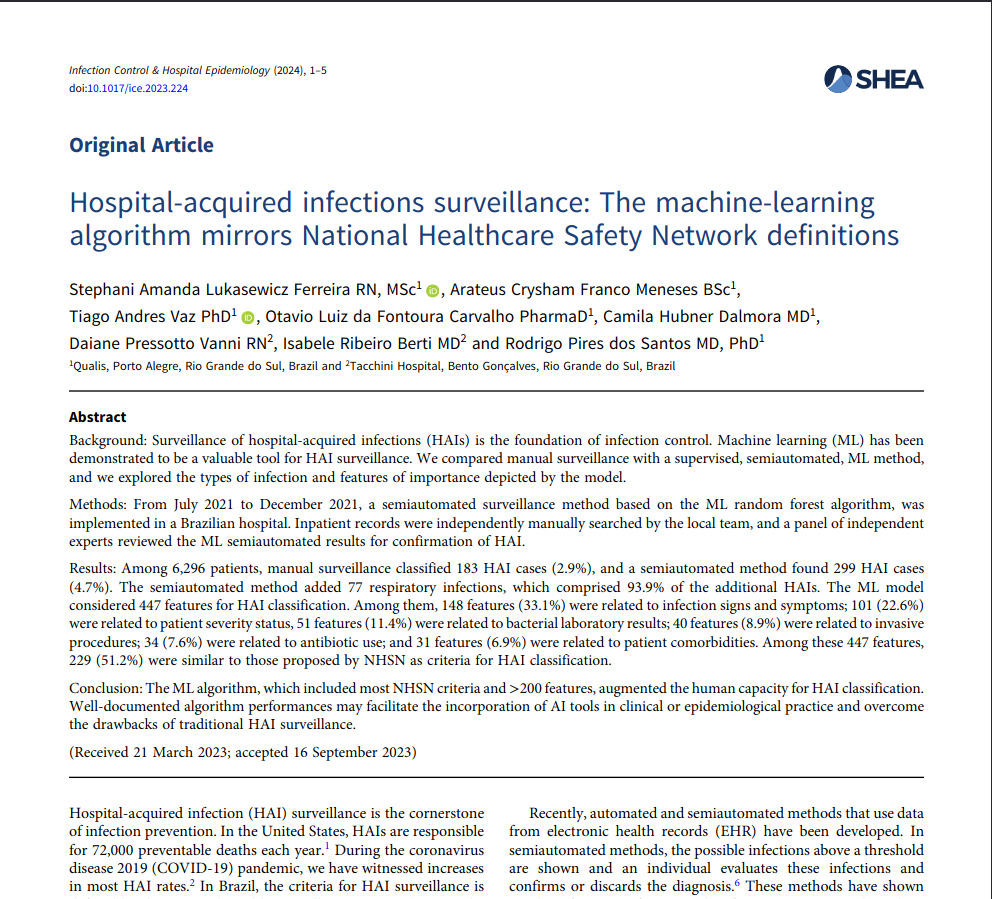 Infection Control & Hospital Epidemiology (2024), 1–5
doi:10.1017/ice.2023.224
SHEA
Original Article
Hospital-acquired infections surveillance: The machine-learning
algorithm mirrors National Healthcare Safety Network definitions
Stephani Amanda Lukasewicz Ferreira RN, MSc1 iD, Arateus Crysham Franco Meneses BSc1,
Tiago Andres Vaz PhD1 iD, Otavio Luiz da Fontoura Carvalho PharmaD1, Camila Hubner Dalmora MD1,
Daiane Pressotto Vanni RN2, Isabele Ribeiro Berti MD2 and Rodrigo Pires dos Santos MD, PhD1
1Qualis, Porto Alegre, Rio Grande do Sul, Brazil and 2Tacchini Hospital, Bento Gonçalves, Rio Grande do Sul, Brazil
Abstract
Background: Surveillance of hospital-acquired infections (HAIs) is the foundation of infection control. Machine learning (ML) has been
demonstrated to be a valuable tool for HAI surveillance. We compared manual surveillance with a supervised, semiautomated, ML method,
and we explored the types of infection and features of importance depicted by the model.
Methods: From July 2021 to December 2021, a semiautomated surveillance method based on the ML random forest algorithm, was
implemented in a Brazilian hospital. Inpatient records were independently manually searched by the local team, and a panel of independent
experts reviewed the ML semiautomated results for confirmation of HAI.
Results: Among 6,296 patients, manual surveillance classified 183 HAI cases (2.9%), and a semiautomated method found 299 HAI cases
(4.7%). The semiautomated method added 77 respiratory infections, which comprised 93.9% of the additional HAIs. The ML model
considered 447 features for HAI classification. Among them, 148 features (33.1%) were related to infection signs and symptoms; 101 (22.6%)
were related to patient severity status, 51 features (11.4%) were related to bacterial laboratory results; 40 features (8.9%) were related to invasive
procedures; 34 (7.6%) were related to antibiotic use; and 31 features (6.9%) were related to patient comorbidities. Among these 447 features,
229 (51.2%) were similar to those proposed by NHSN as criteria for HAI classification.
Conclusion: The ML algorithm, which included most NHSN criteria and >200 features, augmented the human capacity for HAI classification.
Well-documented algorithm performances may facilitate the incorporation of AI tools in clinical or epidemiological practice and overcome
the drawbacks of traditional HAI surveillance.
(Received 21 March 2023; accepted 16 September 2023)
Hospital-acquired infection (HAI) surveillance is the cornerstone
of infection prevention. In the United States, HAIs are responsible
for 72,000 preventable deaths each year.1 During the coronavirus
disease 2019 (COVID-19) pandemic, we have witnessed increases
in most HAI rates.2 In Brazil, the criteria for HAI surveillance is
Recently, automated and semiautomated methods that use data
from electronic health records (EHR) have been developed. In
semiautomated methods, the possible infections above a threshold
are shown and an individual evaluates these infections and
confirms or discards the diagnosis.6 These methods have shown